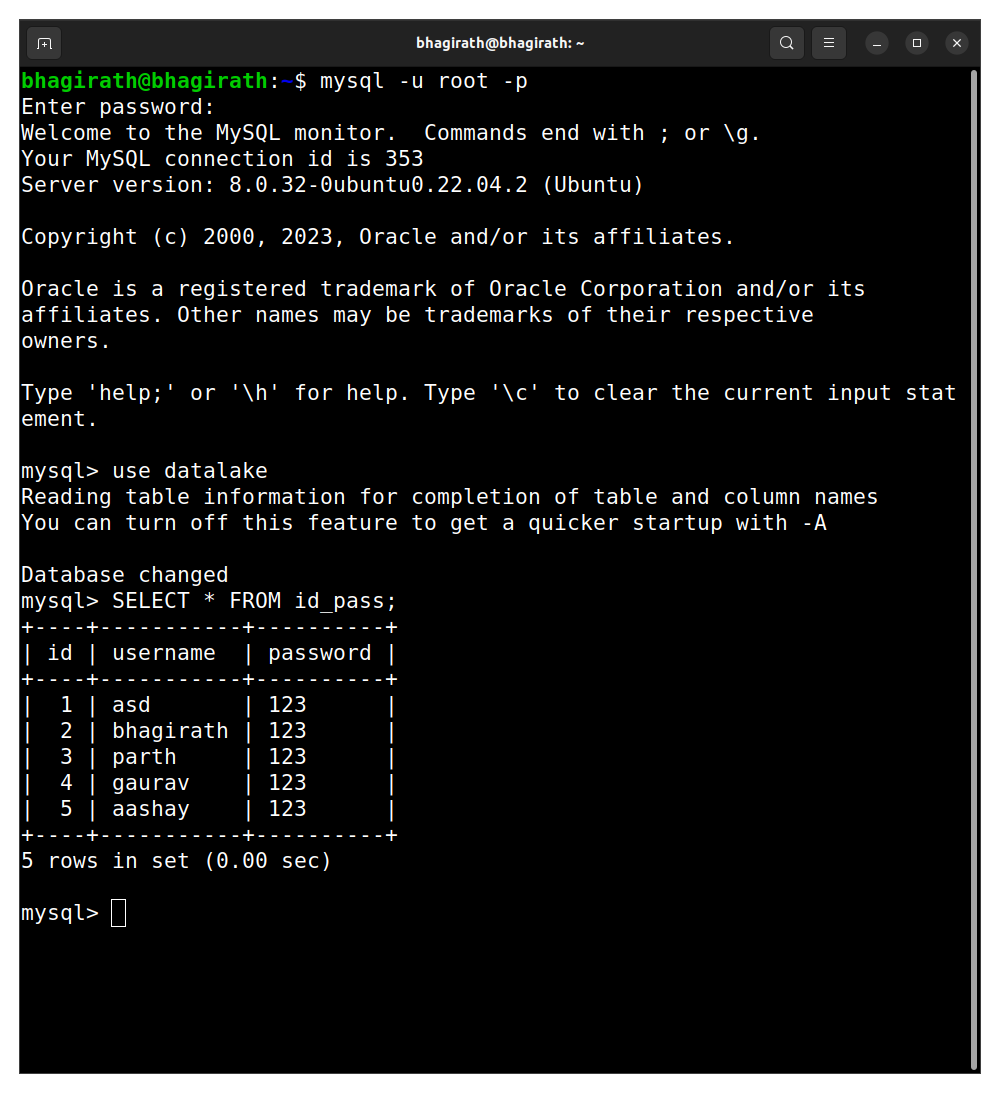 bhagirath@bhagirath: ~
bhagirath@bhagirath:~$ mysql -u root -p
Enter password:
Welcome to the MySQL monitor.  Commands end with ; or \g.
Your MySQL connection id is 353
Server version: 8.0.32-0ubuntu0.22.04.2 (Ubuntu)

Copyright (c) 2000, 2023, Oracle and/or its affiliates.

Oracle is a registered trademark of Oracle Corporation and/or its
affiliates. Other names may be trademarks of their respective
owners.

Type 'help;' or '\h' for help. Type '\c' to clear the current input stat
ement.

mysql> use datalake
Reading table information for completion of table and column names
You can turn off this feature to get a quicker startup with -A

Database changed
mysql> SELECT * FROM id_pass;
+----+-----------+----------+
| id | username  | password |
+----+-----------+----------+
|  1 | asd       | 123      |
|  2 | bhagirath | 123      |
|  3 | parth     | 123      |
|  4 | gaurav    | 123      |
|  5 | aashay    | 123      |
+----+-----------+----------+
5 rows in set (0.00 sec)

mysql>